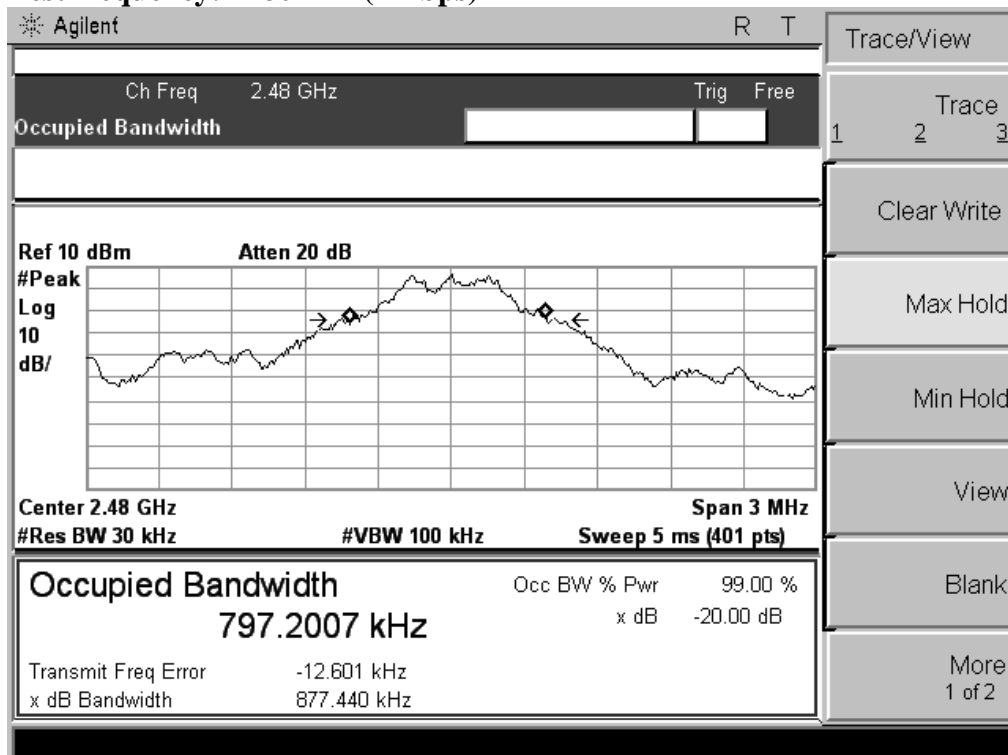 Agilent R T
Trace/View
Ch Freq 2.48 GHz Trig Free
Occupied Bandwidth
Trace
1 2 3
Clear Write
Ref 10 dBm Atten 20 dB
#Peak
Log
10
dB/
Max Hold
Min Hold
View
Center 2.48 GHz Span 3 MHz
#Res BW 30 kHz #VBW 100 kHz Sweep 5 ms (401 pts)
Occupied Bandwidth
797.2007 kHz
Occ BW % Pwr 99.00 %
x dB -20.00 dB
Transmit Freq Error -12.601 kHz
x dB Bandwidth 877.440 kHz
Blank
More
1 of 2